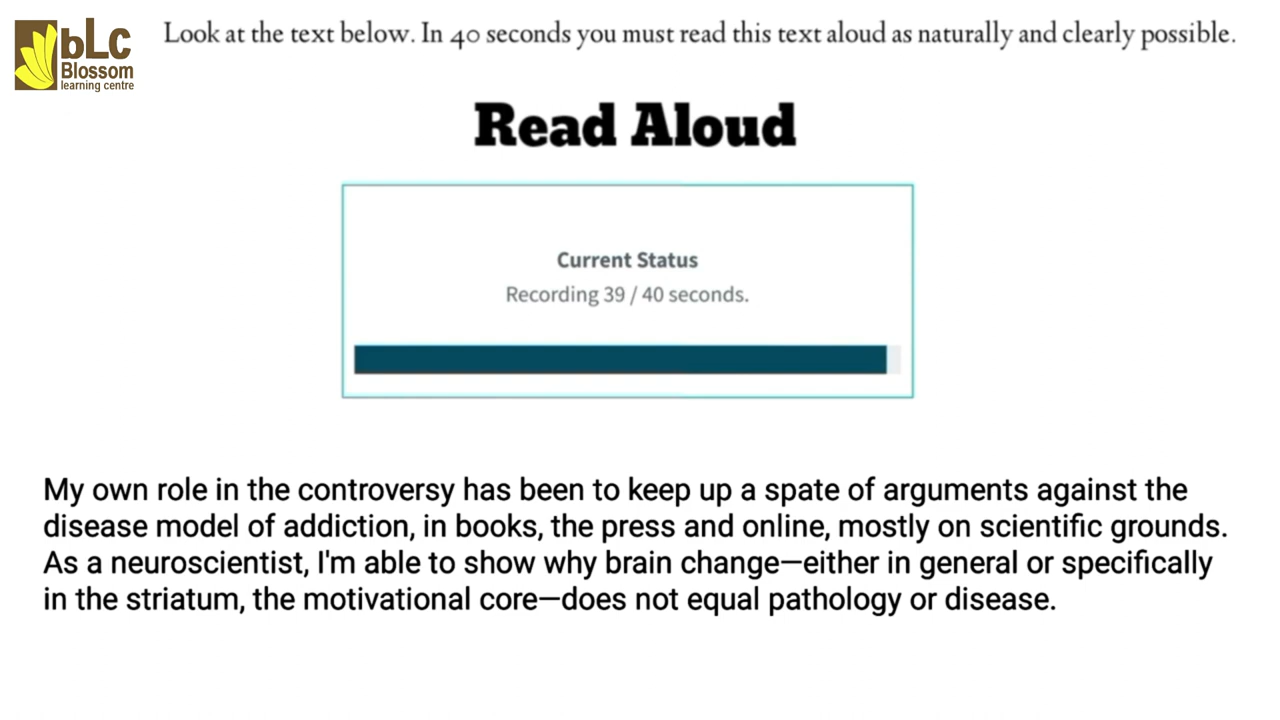 bLc
Blossom
learning centre
Look at the text below. In 40 seconds you must read this text aloud as naturally and clearly possible.
Read Aloud
Current Status
Recording 39 / 40 seconds.
My own role in the controversy has been to keep up a spate of arguments against the
disease model of addiction, in books, the press and online, mostly on scientific grounds.
As a neuroscientist, I'm able to show why brain change—either in general or specifically
in the striatum, the motivational core—does not equal pathology or disease.